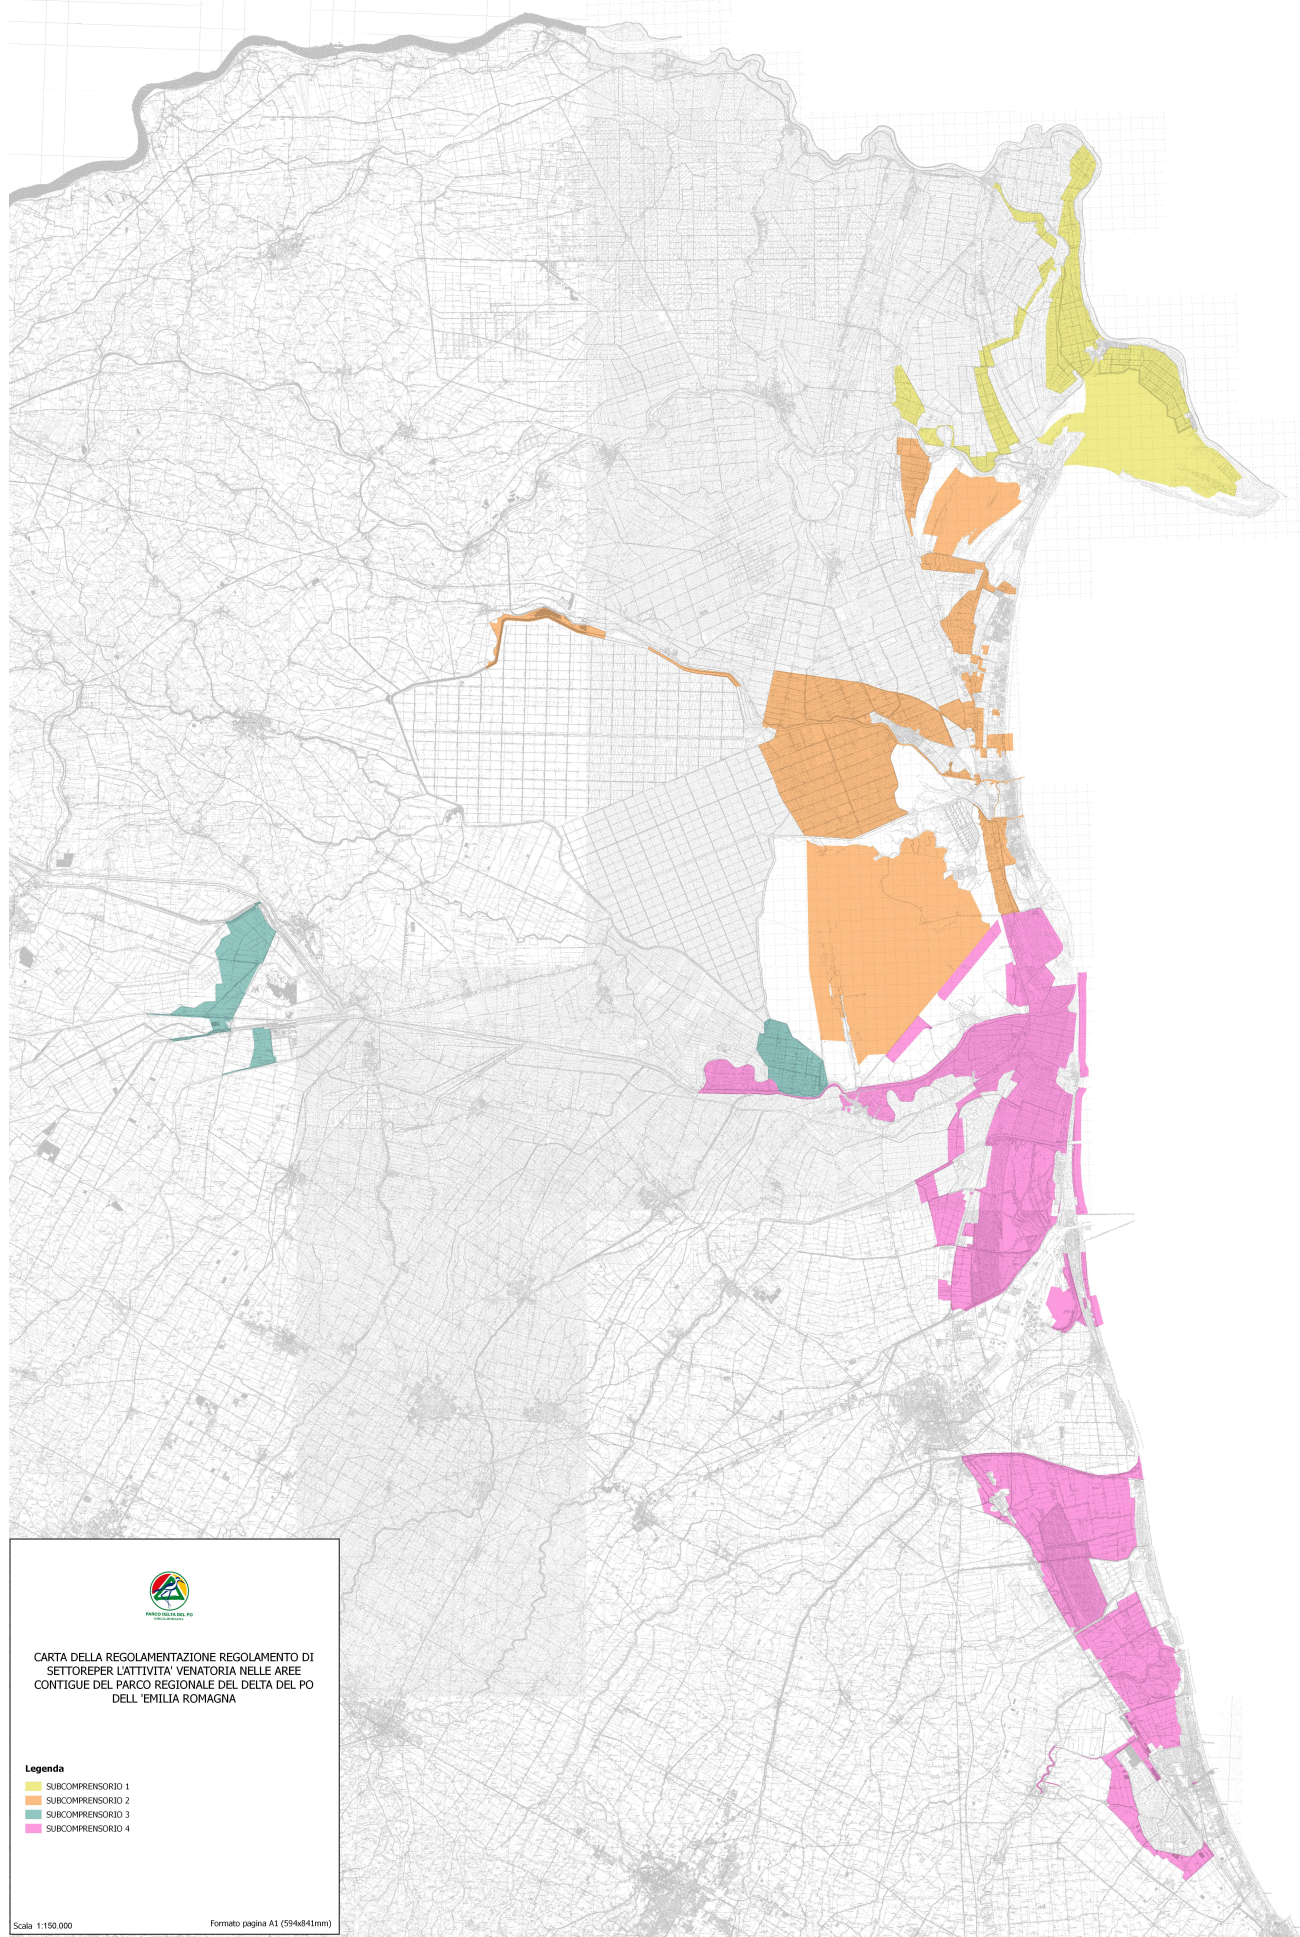 PARCO DELTA DEL PO
CARTA DELLA REGOLAMENTAZIONE REGOLAMENTO DI
SETTOREPER L'ATTIVITA' VENATORIA NELLE AREE
CONTIGUE DEL PARCO REGIONALE DEL DELTA DEL PO
DELL 'EMILIA ROMAGNA
Legenda
SUBCOMPRENSORIO 1
SUBCOMPRENSORIO 2
SUBCOMPRENSORIO 3
SUBCOMPRENSORIO 4
Scala 1:150.000
Formato pagina A1 (594x841mm)